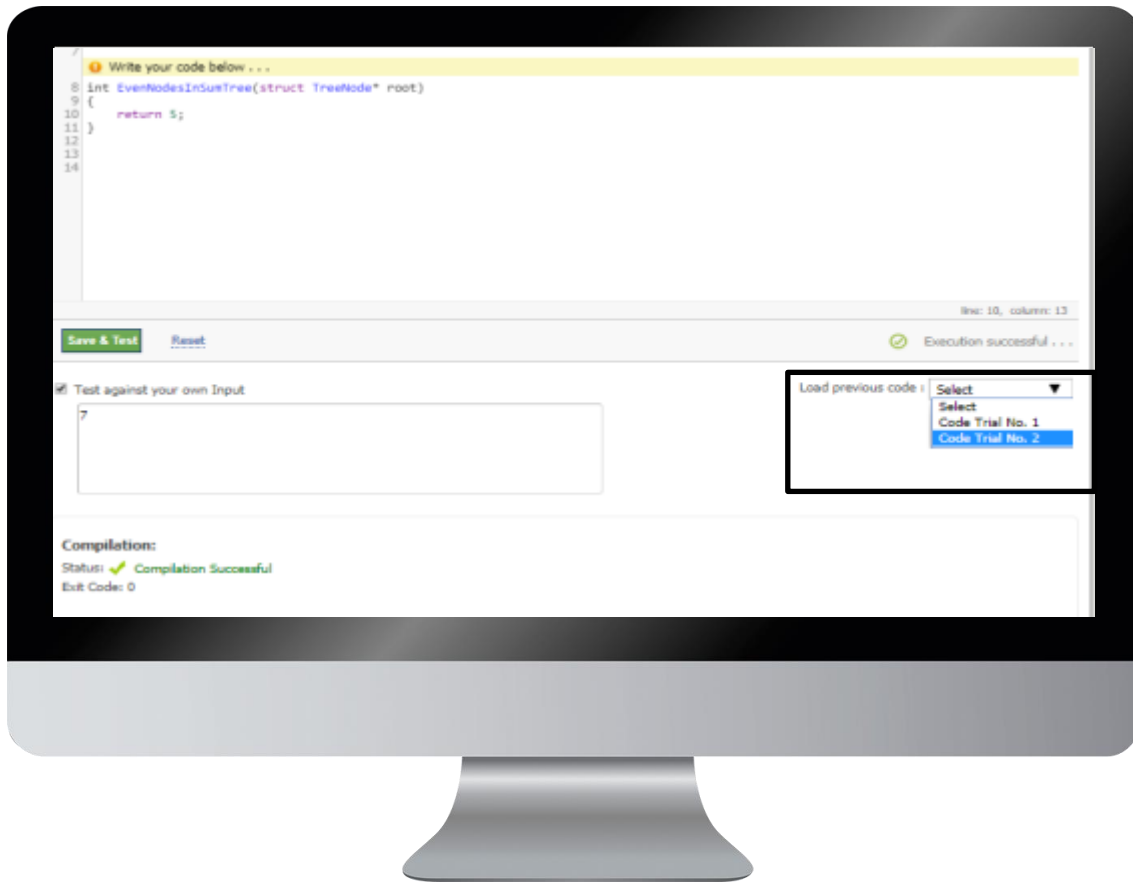 7
Write your code below . . .
8 int EvenNodesInSumTree(struct TreeNode* root)
9 {
10 return 5;
11 }
12
13
14
line: 10, column: 13
Save & Test Reset Execution successful . . .
Test against your own Input Load previous code : Select
7 Select
Code Trial No. 1
Code Trial No. 2
Compilation:
Status: Compilation Successful
Exit Code: 0